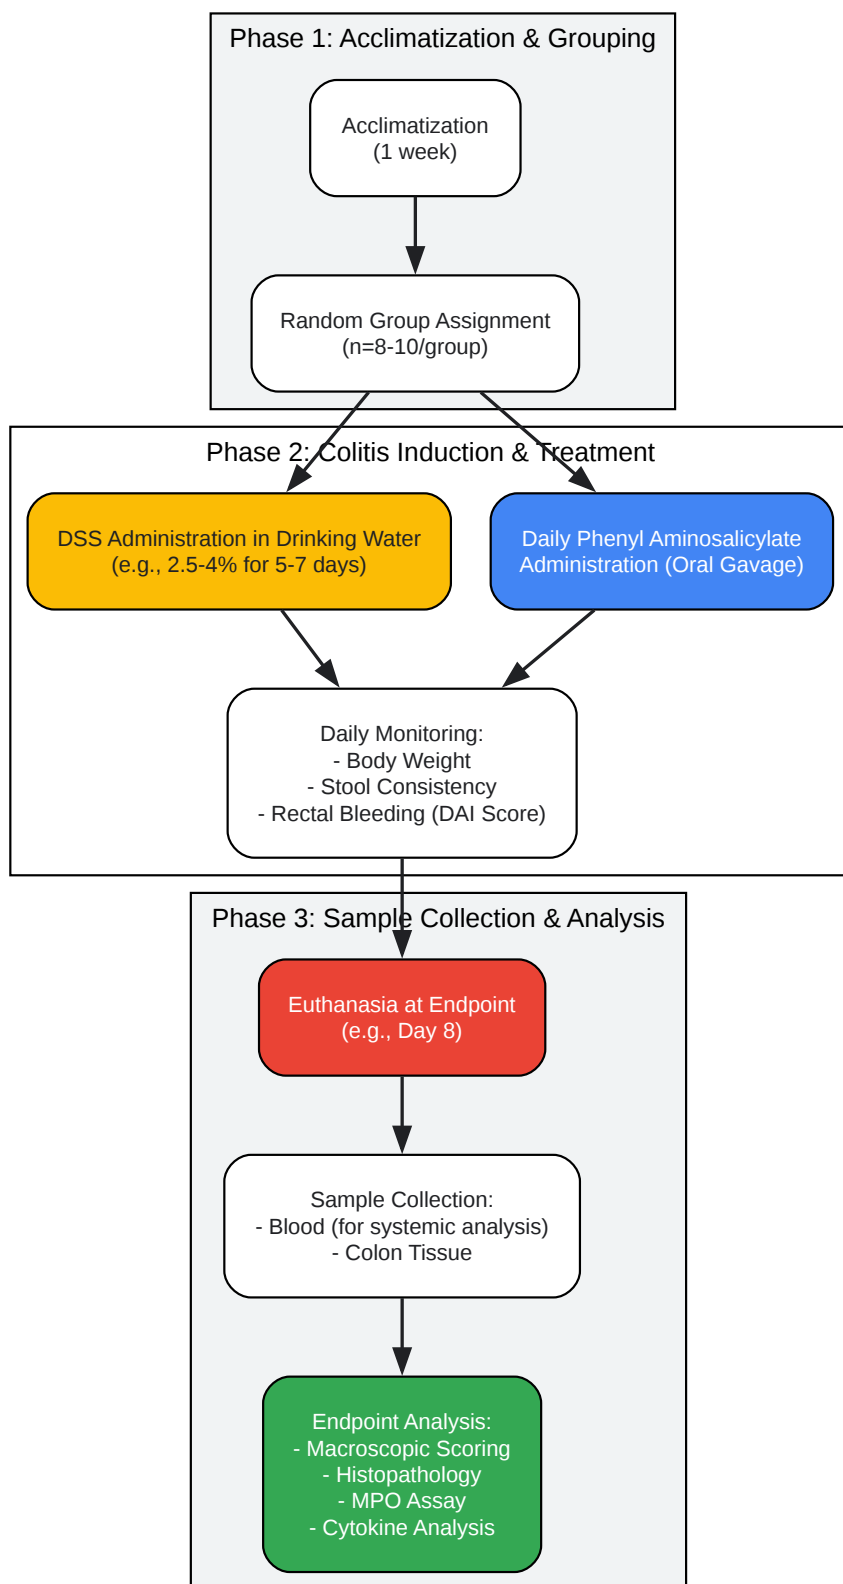 Phase 1: Acclimatization & Grouping
Acclimatization
(1 week)
Random Group Assignment
(n=8-10/group)
Phase 2: Colitis Induction & Treatment
DSS Administration in Drinking Water
(e.g., 2.5-4% for 5-7 days)
Daily Phenyl Aminosalicylate
Administration (Oral Gavage)
Daily Monitoring:
- Body Weight
- Stool Consistency
- Rectal Bleeding (DAI Score)
Phase 3: Sample Collection & Analysis
Euthanasia at Endpoint
(e.g., Day 8)
Sample Collection:
- Blood (for systemic analysis)
- Colon Tissue
Endpoint Analysis:
- Macroscopic Scoring
- Histopathology
- MPO Assay
- Cytokine Analysis